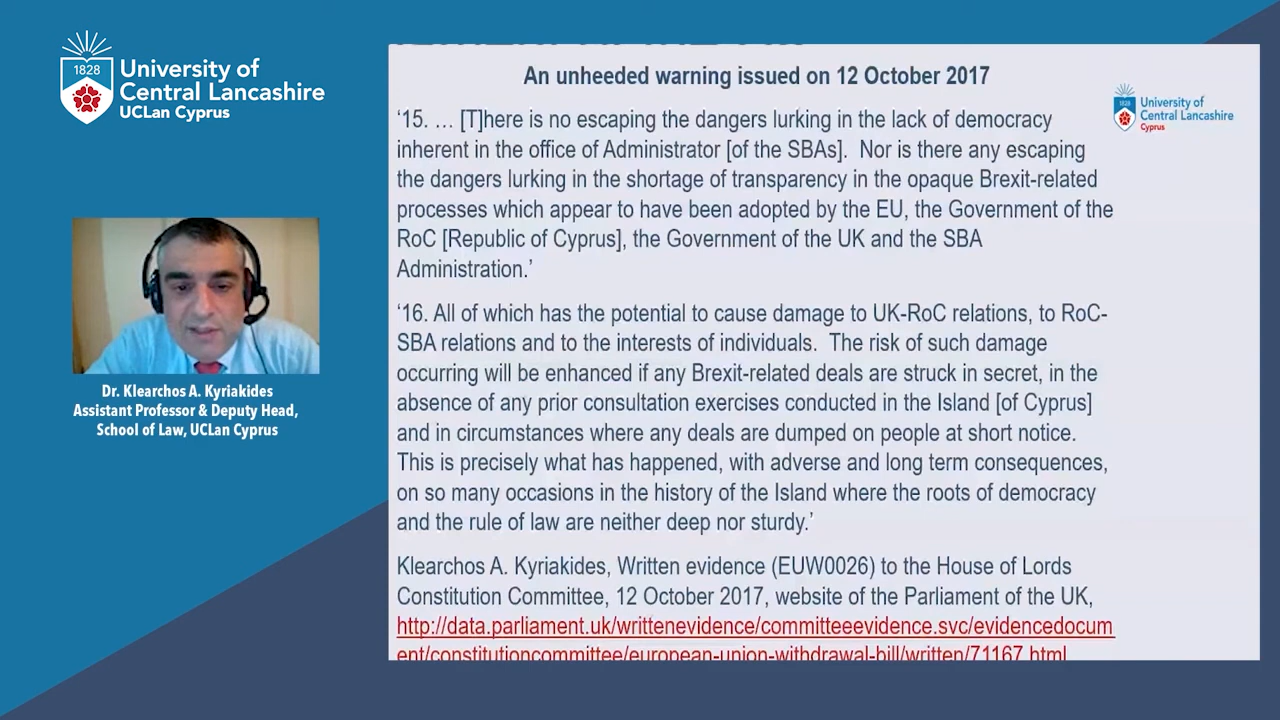 1828
University of
Central Lancashire
UCLan Cyprus
Dr. Klearchos A. Kyriakides
Assistant Professor & Deputy Head,
School of Law, UCLan Cyprus
An unheeded warning issued on 12 October 2017
1828
University of
Central Lancashire
Cyprus
‘15. … [T]here is no escaping the dangers lurking in the lack of democracy
inherent in the office of Administrator [of the SBAs].  Nor is there any escaping
the dangers lurking in the shortage of transparency in the opaque Brexit-related
processes which appear to have been adopted by the EU, the Government of the
RoC [Republic of Cyprus], the Government of the UK and the SBA
Administration.’
‘16. All of which has the potential to cause damage to UK-RoC relations, to RoC-
SBA relations and to the interests of individuals.  The risk of such damage
occurring will be enhanced if any Brexit-related deals are struck in secret, in the
absence of any prior consultation exercises conducted in the Island [of Cyprus]
and in circumstances where any deals are dumped on people at short notice.
This is precisely what has happened, with adverse and long term consequences,
on so many occasions in the history of the Island where the roots of democracy
and the rule of law are neither deep nor sturdy.’
Klearchos A. Kyriakides, Written evidence (EUW0026) to the House of Lords
Constitution Committee, 12 October 2017, website of the Parliament of the UK,
http://data.parliament.uk/writtenevidence/committeeevidence.svc/evidencedocum
ent/constitutioncommittee/european-union-withdrawal-bill/written/71167.html